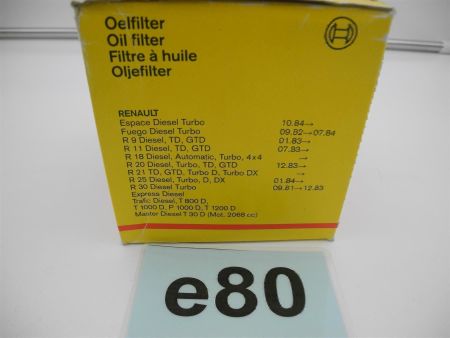 Oelfilter
Oil filter
Filtre à huile
Oljefilter
RENAULT
Espace Diesel Turbo 10.84→
Fuego Diesel Turbo 09.82→07.84
R 9 Diesel, TD, GTD 01.83→
R 11 Diesel, TD, GTD 07.83→
R 18 Diesel, Automatic, Turbo, 4x4 →
R 20 Diesel, Turbo, TD, GTD 12.83→
R 21 TD, GTD, Turbo D, Turbo DX →
R 25 Diesel, Turbo, D, DX 01.84→
R 30 Diesel Turbo 09.81→12.83
Express Diesel
Trafic: Diesel, T 800 D,
T 1000 D, P 1000 D, T 1200 D
Manter Diesel T 30 D (Mot. 2068 cc)
e80